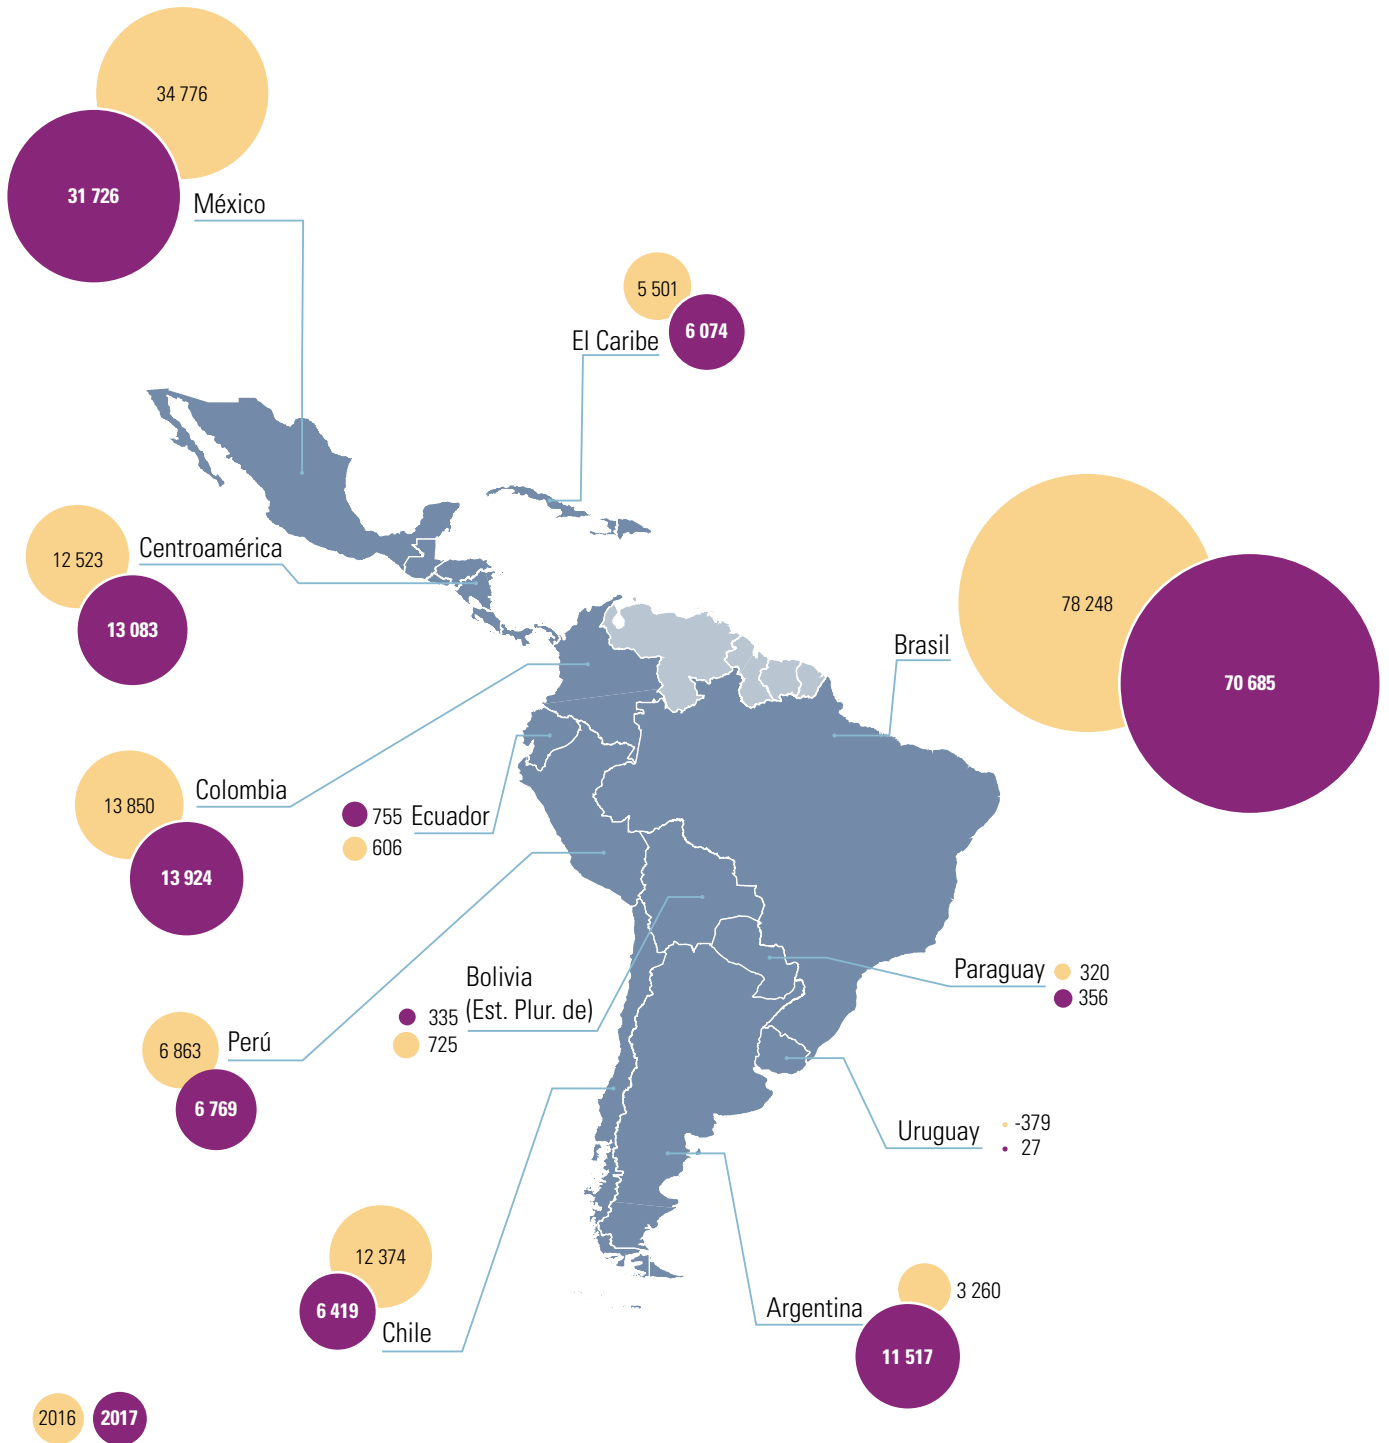 34 776
31 726
México
5 501
6 074
El Caribe
12 523
Centroamérica
13 083
78 248
Brasil
70 685
Colombia
13 850
13 924
755 Ecuador
606
Bolivia
(Est. Plur. de)
335
725
Paraguay 320
356
6 863
Perú
6 769
Uruguay
-379
27
12 374
6 419
Chile
3 260
Argentina
11 517
2016 2017